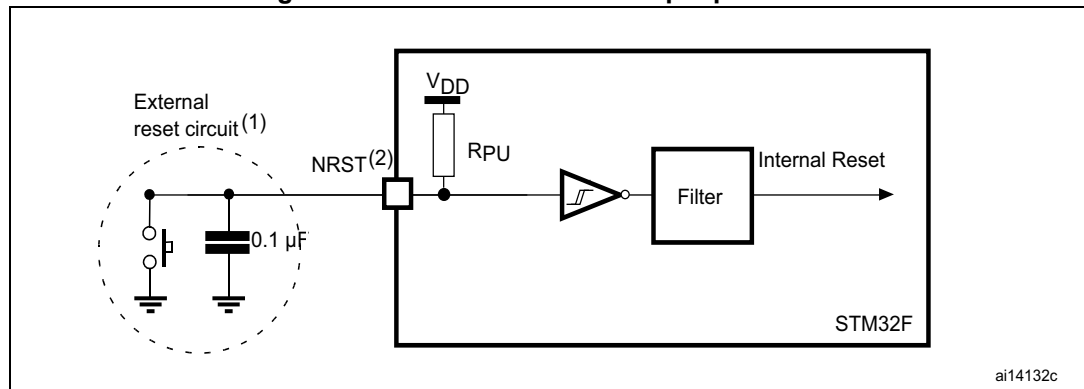 External
reset circuit(1)
VDD
NRST(2)
RPU
Internal Reset
Filter
0.1 µF
STM32F
ai14132c